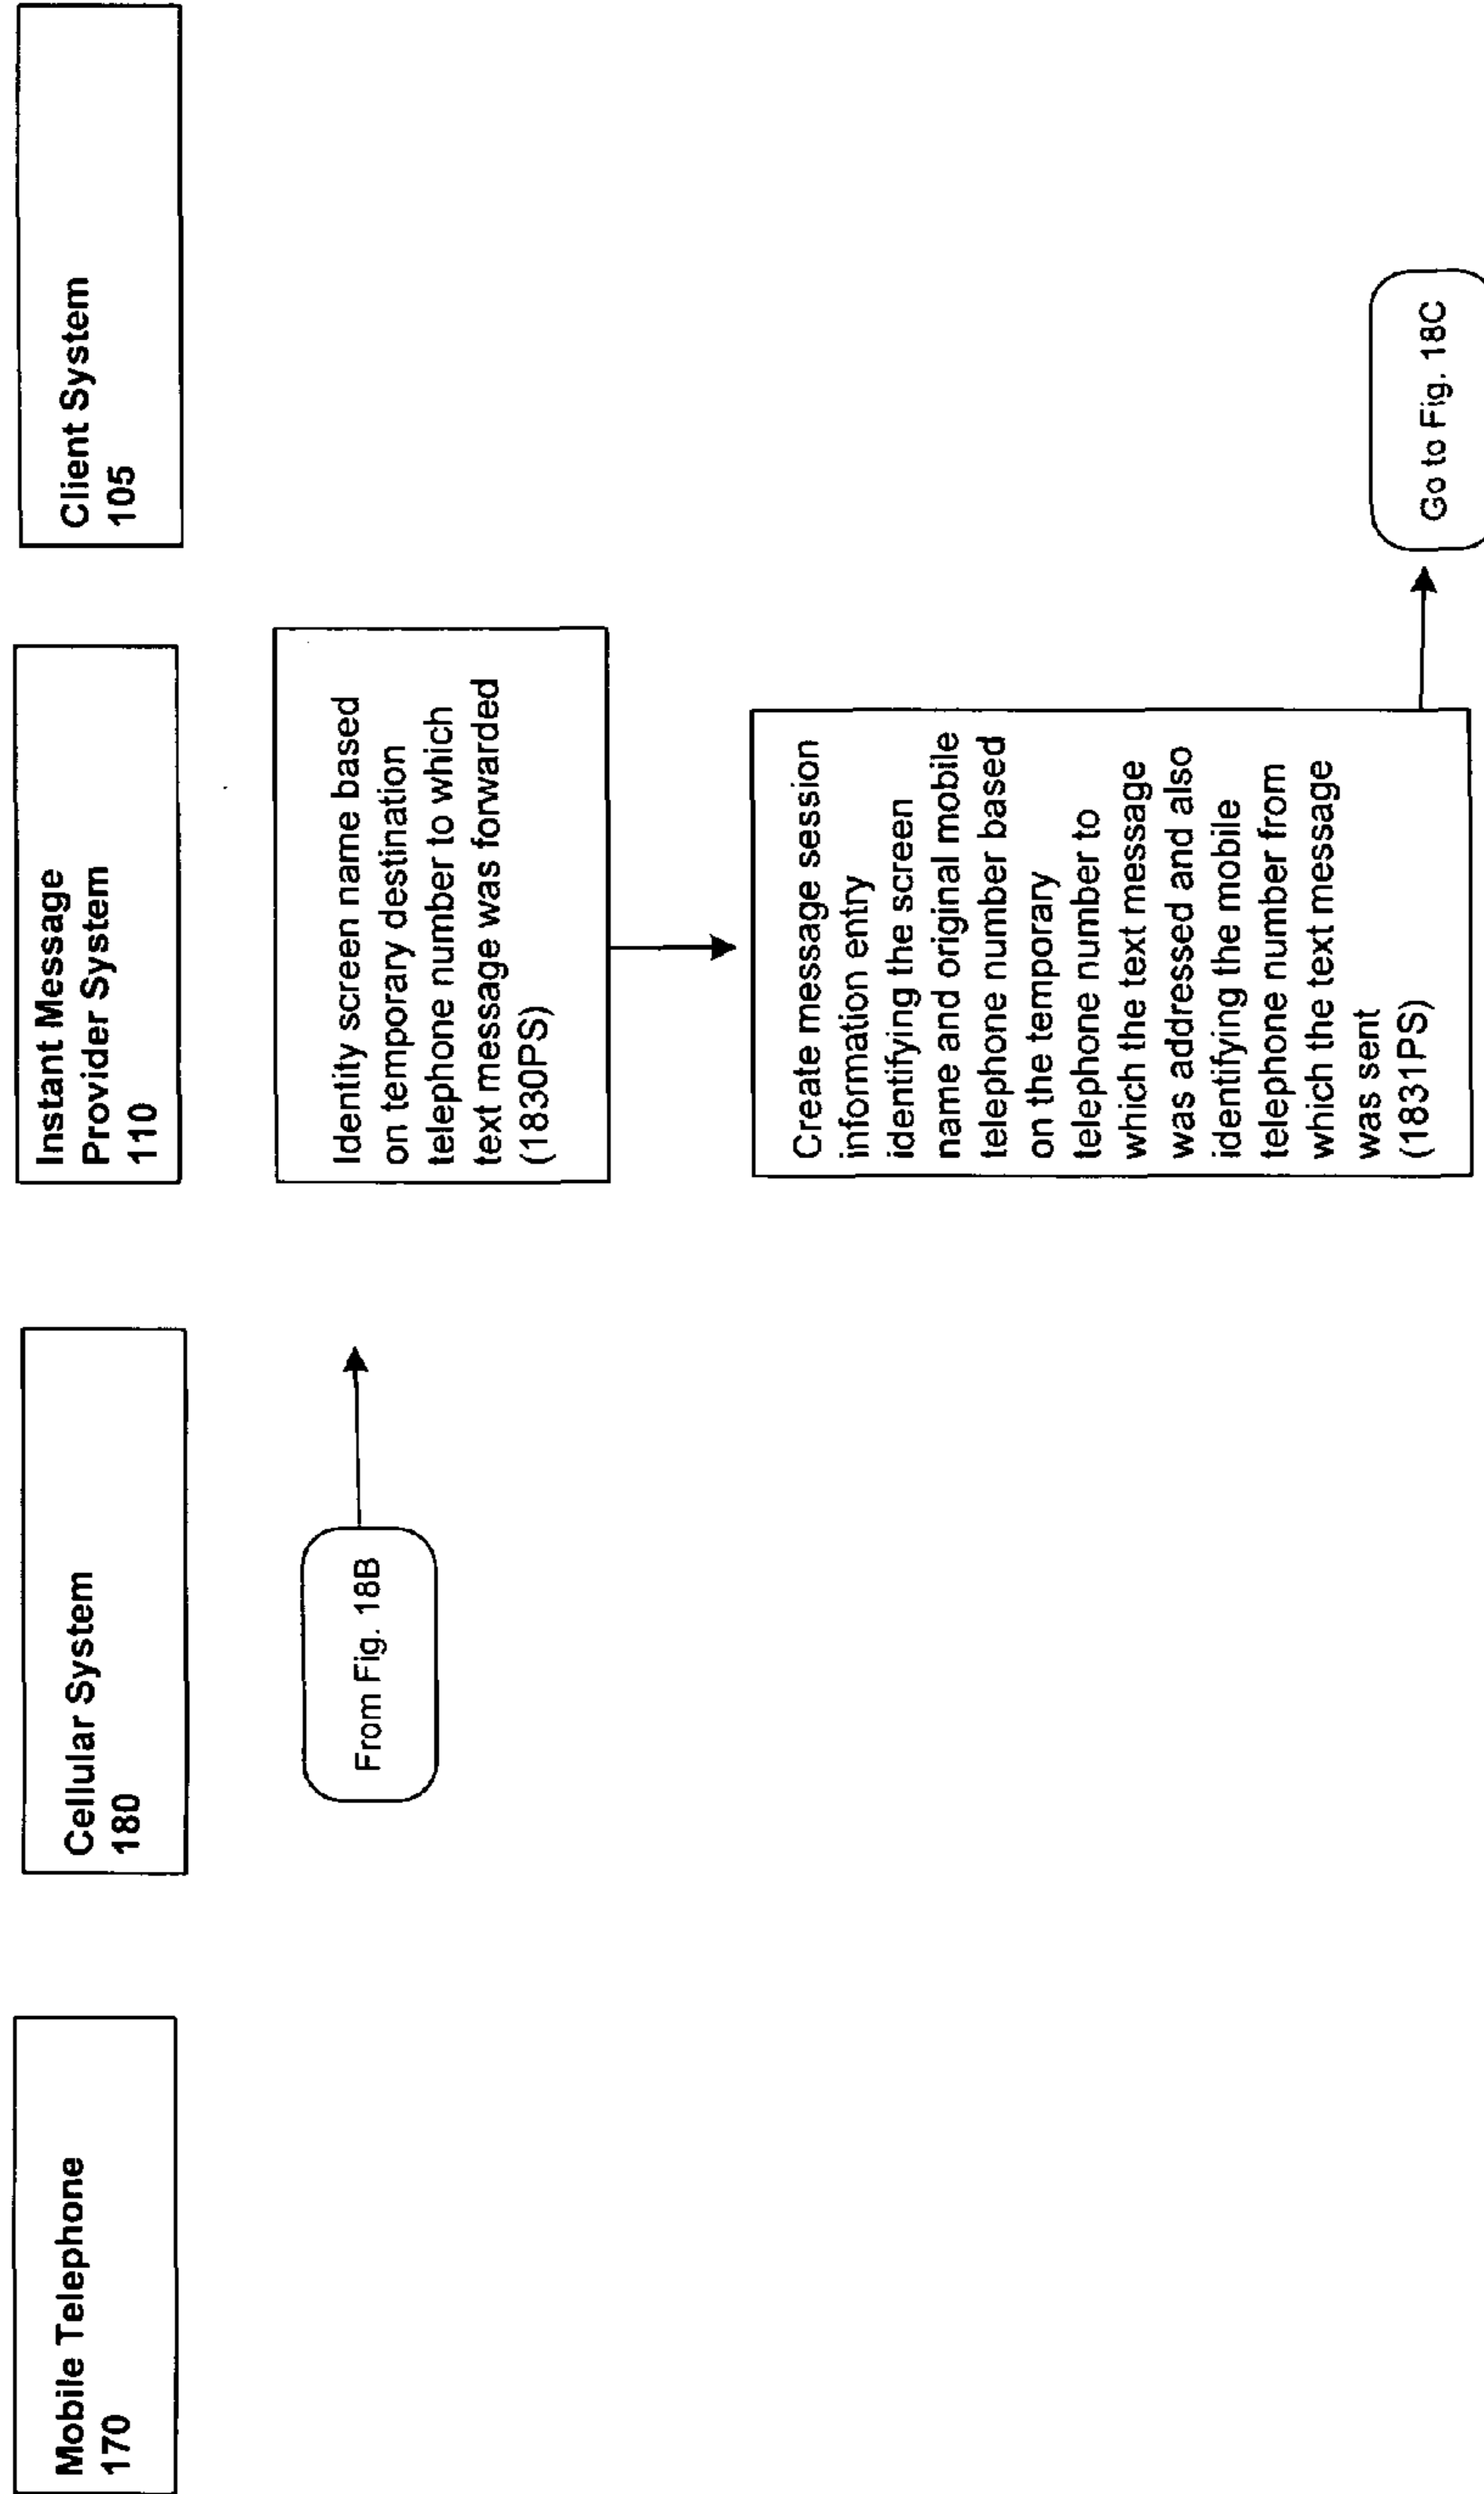 Mobile Telephone
170
Cellular System
180
Instant Message
Provider System
110
Client System
105
From Fig. 18B
Identity screen name based
on temporary destination
telephone number to which
text message was forwarded
(1830PS)
Create message session
information entry
identifying the screen
name and original mobile
telephone number based
on the temporary
telephone number to
which the text message
was addressed and also
identifying the mobile
telephone number from
which the text message
was sent
(1831PS)
Go to Fig. 18C